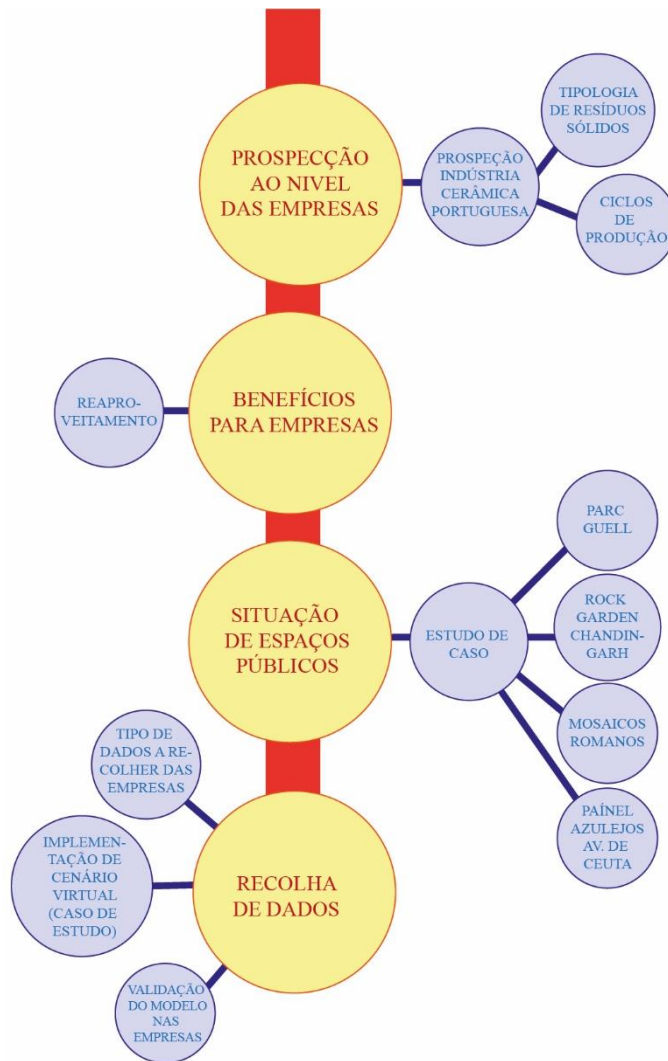 PROSPECÇÃO
AO NIVEL
DAS EMPRESAS
PROSPEÇÃO
INDÚSTRIA
CERÂMICA
PORTUGUESA
TIPOLOGIA
DE RESÍDUOS
SÓLIDOS
CICLOS
DE
PRODUÇÃO
BENEFÍCIOS
PARA EMPRESAS
REAPRO-
VEITAMENTO
SITUAÇÃO
DE ESPAÇOS
PÚBLICOS
ESTUDO DE
CASO
PARC
GUELL
ROCK
GARDEN
CHANDIN-
GARH
MOSAICOS
ROMANOS
PAÍNEL
AZULEJOS
AV. DE
CEUTA
RECOLHA
DE DADOS
TIPO DE
DADOS A RE-
COLHER DAS
EMPRESAS
IMPLEMEN-
TAÇÃO DE
CENÁRIO
VIRTUAL
(CASO DE
ESTUDO)
VALIDAÇÃO
DO MODELO
NAS
EMPRESAS